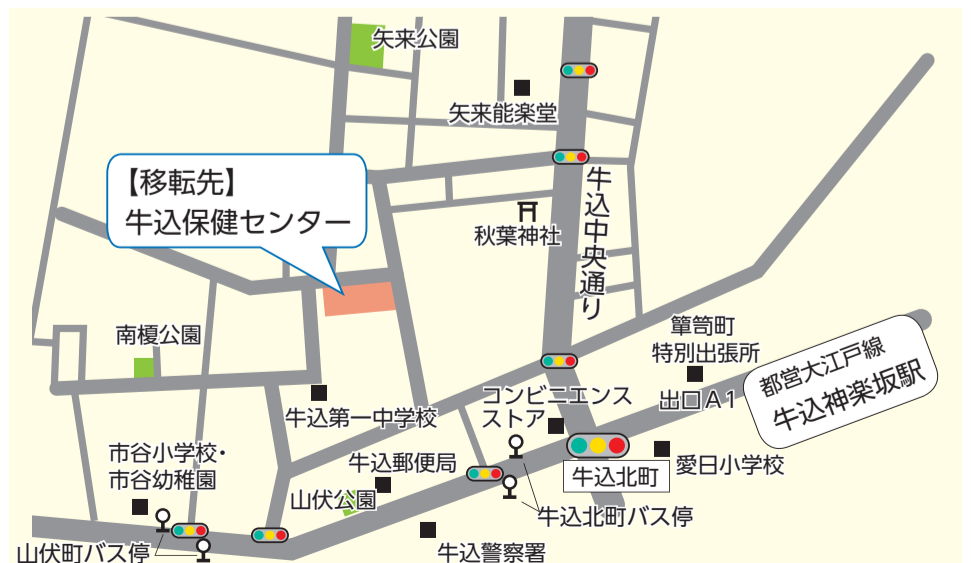 矢来公園
矢来能楽堂
【移転先】
牛込保健センター
牛込中央通り
秋葉神社
南榎公園
簞笥町
特別出張所
都営大江戸線
牛込神楽坂駅
出口A1
コンビニエンス
ストア
牛込第一中学校
市谷小学校・
市谷幼稚園
牛込郵便局
愛日小学校
牛込北町
山伏公園
牛込北町バス停
山伏町バス停
牛込警察署